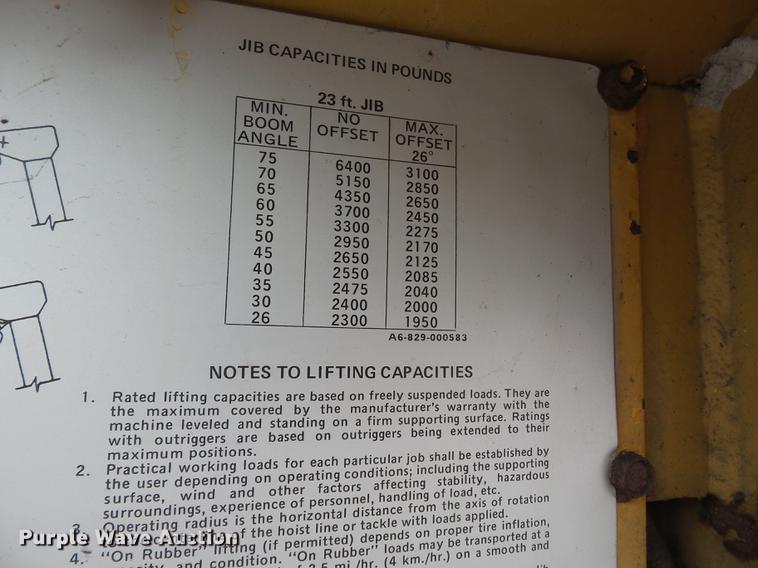 JIB CAPACITIES IN POUNDS
23 ft. JIB
MIN. BOOM ANGLE NO OFFSET MAX. OFFSET 26°
75 6400 3100
70 5150 2850
65 4350 2650
60 3700 2450
55 3300 2275
50 2950 2170
45 2650 2125
40 2550 2085
35 2475 2040
30 2400 2000
26 2300 1950
A6-829-000583
NOTES TO LIFTING CAPACITIES
1. Rated lifting capacities are based on freely suspended loads. They are
the maximum covered by the manufacturer's warranty with the
machine leveled and standing on a firm supporting surface. Ratings
with outriggers are based on outriggers being extended to their
maximum positions.
2. Practical working loads for each particular job shall be established by
the user depending on operating conditions; including the supporting
surface, wind and other factors affecting stability, hazardous
surroundings, experience of personnel, handling of load, etc.
3. Operating radius is the horizontal distance from the axis of rotation
of the hoist line or tackle with loads applied.
4. "On Rubber" lifting (if permitted) depends on proper tire inflation,
and condition. "On Rubber" loads may be transported at a
2.5 mi./hr. (4 km./hr.) on a smooth and
Purple Wave Auction